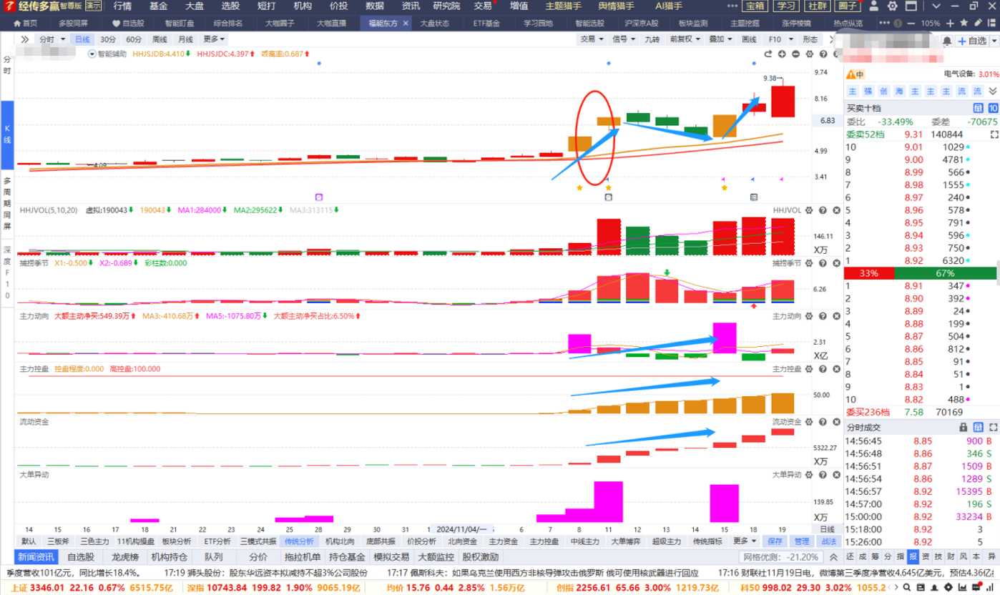 经传多赢 智尊版 演示 行情 基金 大盘 选股 短打 机构 评价 数据 资讯 研究院 交易 增值 主题猎手 舆情猎手 AI猎手 宝箱 学习 社群 圈子
首页 多股同屏 自选股 智能盯盘 综合排名 大咖圈子 大咖直播 福能东方 大盘状态 ETF基金 学习园地 智能选股 沪深京A股 板块监测 主题挖掘 涨停棱镜 热点纵览 105%
分时 日线 30分 60分 周线 月线 更多 交易 信号 九转 前复权 叠加 画线 F10 形态 自选
智能辅助 HHJSJDB:4.410 HHJSJDC:4.397 乖离率:0.687
分时
K线
多周期同屏
深度F10
9.38
9.74
8.16
6.83
4.99
3.41
4.09
HHJVOL(5,10,20) 虚拟:190043 190043 MA1:284000 MA2:295622 MA3:313115 HHJVOL
146.11
X万
捕捞季节 X1:-0.500 X2:-0.689 彩柱数:0.000 捕捞季节
6.26
主力动向 大额主动净买:549.39万 MA3:-410.68万 MA5:-1075.80万 大额主动净买占比:6.50% 主力动向
2.31
X亿
主力控盘 控盘程度:0.000 高控盘:100.000 主力控盘
50.00
流动资金 流动资金
5322.27
X万
大单异动 大单异动
139.85
X万
14 15 16 17 18 21 22 23 24 25 28 29 30 31 1 2024/11/04/一 5 6 7 8 11 12 13 14 15 18 19 日线
默认 三板斧 三色主力 11机构操盘 板块分析 ETF分析 三模式共振 传统分析 机构北向 底部共振 价投分析 北向资金 主力资金 主力控盘 中线主力 大单博弈 超级主力 传统指标 更多 保存 管理 战法
新闻资讯 自选股 龙虎榜 机构持仓 队列 分价 拖拉机单 持仓基金 模拟交易 大额监控 股权激励 网格优测: -21.20%
中 电气设备: 3.01%
主 强 创 海 主 主 主 流 流
买卖十档 量 10
委比 -33.49% 委差 -70675
委卖52档 9.31 140844
10 9.01 1029
9 9.00 4781
8 8.99 566
7 8.98 1555
6 8.97 240
5 8.96 578
4 8.95 791
3 8.94 596
2 8.93 750
1 8.92 6320
33% 67%
1 8.91 347
2 8.90 392
3 8.89 24
4 8.88 199
5 8.87 504
6 8.86 812
7 8.85 91
8 8.84 51
9 8.83 1
10 8.82 488
委买236档 7.58 70169
分时成交 量
14:56:45 8.85 900 B
14:56:48 8.86 346 S
14:56:51 8.87 1509 B
14:56:54 8.86 1289 S
14:56:57 8.92 15395 B
14:57:00 8.92 196 S
15:00:00 8.92 33234 B
15:18:00 8.92 3
15:26:00 8.92 5
还 成 筹 分 指 报 资 技 财 风 本 异
季度营收101亿元，同比增长18.4%。 17:19 狮头股份：股东华远资本拟减持不超3%公司股份 17:17 佩斯科夫：如果乌克兰使用西方非核导弹攻击俄罗斯 俄可使用核武器进行回应 17:16 财联社11月19日电，微博第三季度净营收4.645亿美元，预估4.36亿
上证 3346.01 22.16 0.67% 6515.75亿 深指 10743.84 199.82 1.90% 9065.19亿 均价 15.76 0.44 2.85% 1.56万亿 创指 2256.61 65.66 3.00% 1219.73亿 科50 998.02 29.30 3.02% 1055.2